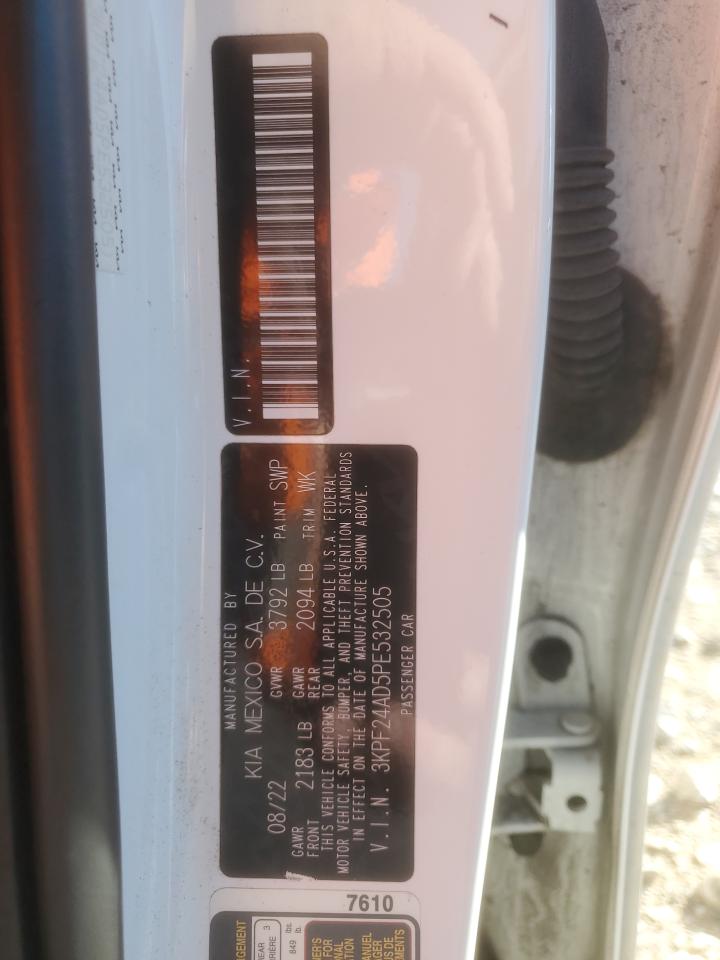 V.I.N.
MANUFACTURED BY
KIA MEXICO S.A. DE C.V.
08/22 GVWR 3792 LB PAINT SWP
GAWR FRONT 2183 LB GAWR REAR 2094 LB TRIM WK
THIS VEHICLE CONFORMS TO ALL APPLICABLE U.S.A. FEDERAL
MOTOR VEHICLE SAFETY, BUMPER, AND THEFT PREVENTION STANDARDS
IN EFFECT ON THE DATE OF MANUFACTURE SHOWN ABOVE.
V.I.N. 3KPF24AD5PE532505
PASSENGER CAR
7610